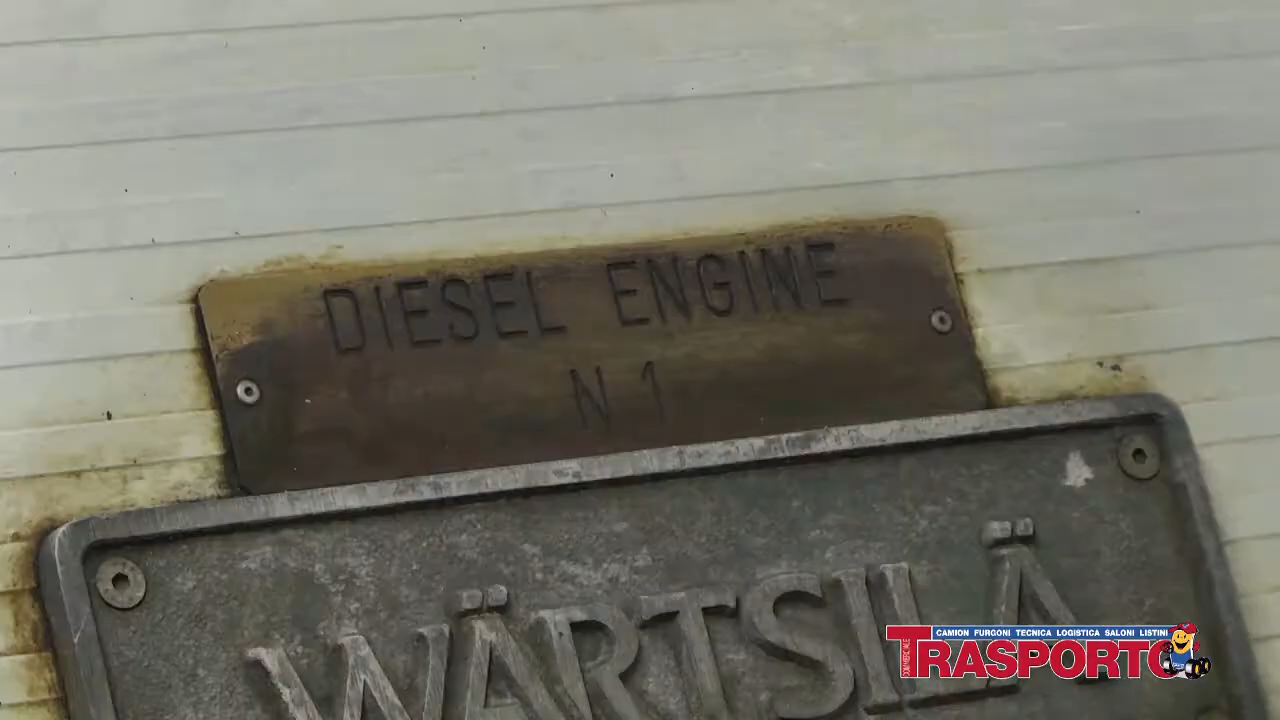 DIESEL ENGINE
N 1
WÄRTSILÄ
CAMION FURGONI TECNICA LOGISTICA SALONI LISTINI
TRASPORTO